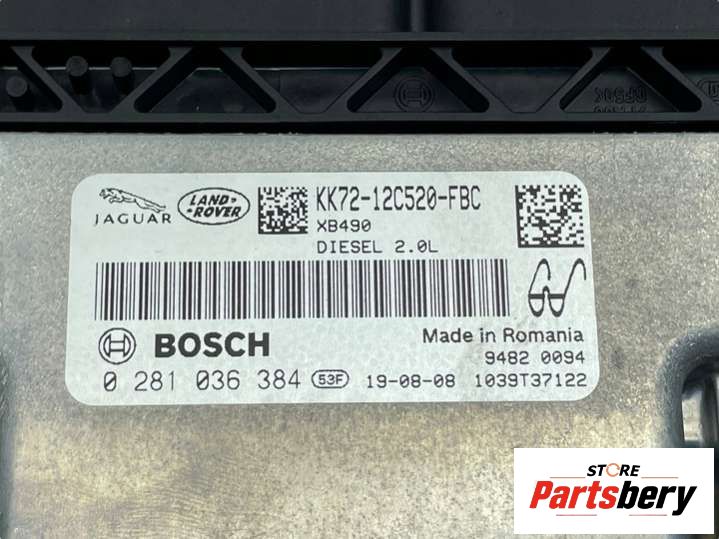 JAGUAR
LAND-
-ROVER
KK72-12C520-FBC
XB490
DIESEL 2.0L
BOSCH
Made in Romania
9482 0094
0 281 036 384 53F 19-08-08 1039T37122
STORE
Partsbery